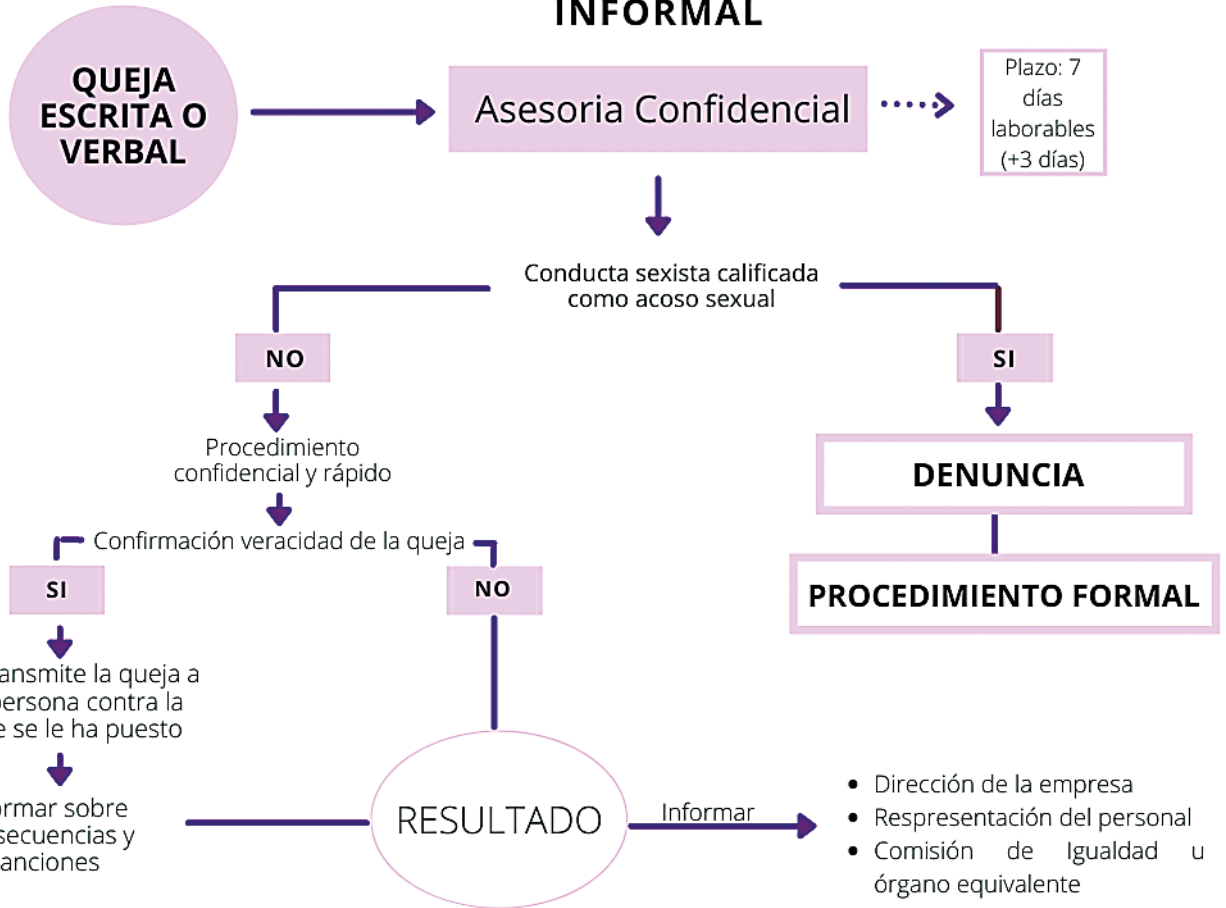 INFORMAL
QUEJA
ESCRITA O
VERBAL
Asesoria Confidencial
Plazo: 7
días
laborables
(+3 días)
Conducta sexista calificada
como acoso sexual
NO
SI
Procedimiento
confidencial y rápido
DENUNCIA
Confirmación veracidad de la queja
SI
NO
PROCEDIMIENTO FORMAL
ansmite la queja a
persona contra la
e se le ha puesto
ormar sobre
secuencias y
anciones
RESULTADO
Informar
• Dirección de la empresa
• Respresentación del personal
• Comisión de Igualdad u
órgano equivalente